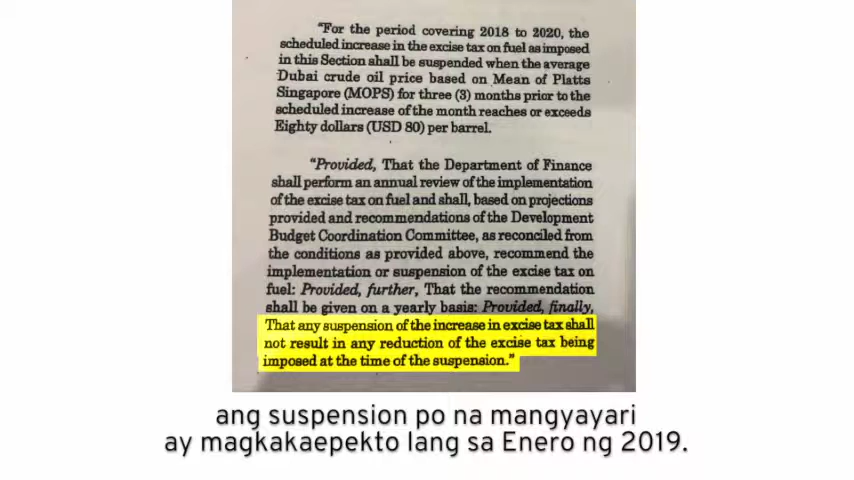 "For the period covering 2018 to 2020, the
scheduled increase in the excise tax on fuel as imposed
in this Section shall be suspended when the average
Dubai crude oil price based on Mean of Platts
Singapore (MOPS) for three (3) months prior to the
scheduled increase of the month reaches or exceeds
Eighty dollars (USD 80) per barrel.
"Provided, That the Department of Finance
shall perform an annual review of the implementation
of the excise tax on fuel and shall, based on projections
provided and recommendations of the Development
Budget Coordination Committee, as reconciled from
the conditions as provided above, recommend the
implementation or suspension of the excise tax on
fuel: Provided, further, That the recommendation
shall be given on a yearly basis: Provided, finally,
That any suspension of the increase in excise tax shall
not result in any reduction of the excise tax being
imposed at the time of the suspension."
ang suspension po na mangyayari
ay magkakaepekto lang sa Enero ng 2019.